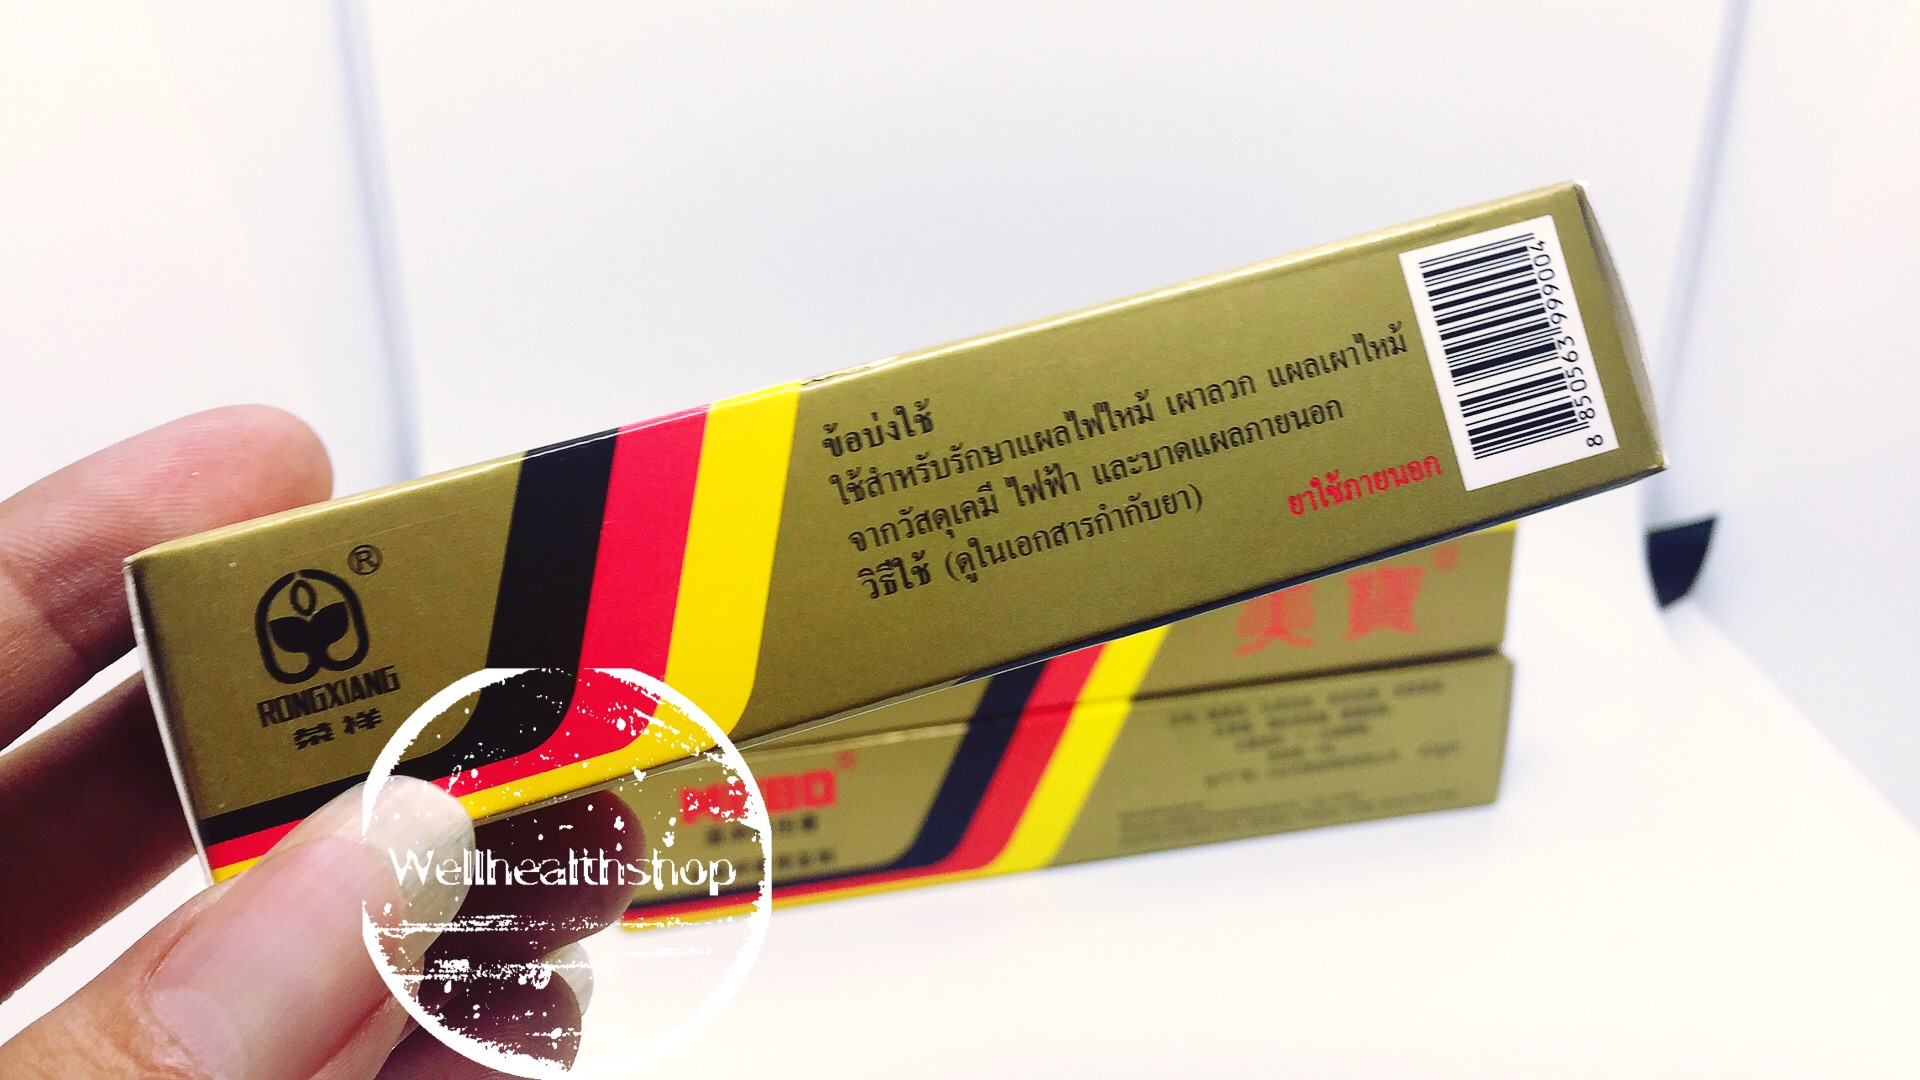 ®
RONGXIANG
荣祥
ข้อบ่งใช้
ใช้สำหรับรักษาแผลไฟไหม้ เผาลวก แผลเผาไหม้
จากวัสดุเคมี ไฟฟ้า และบาดแผลภายนอก
วิธีใช้ (ดูในเอกสารกำกับยา)
ยาใช้ภายนอก
8 850563 999004
美寶®
MEBO®
Wellhealthshop